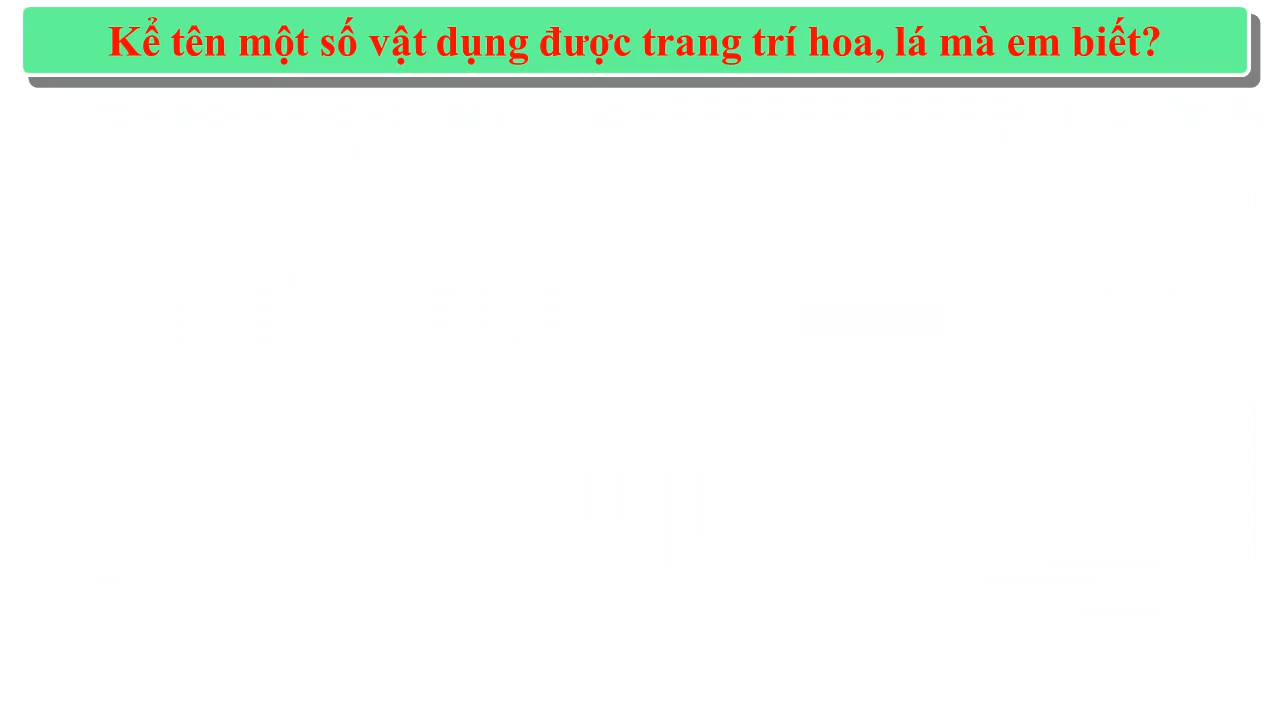 Kể tên một số vật dụng được trang trí hoa, lá mà em biết?